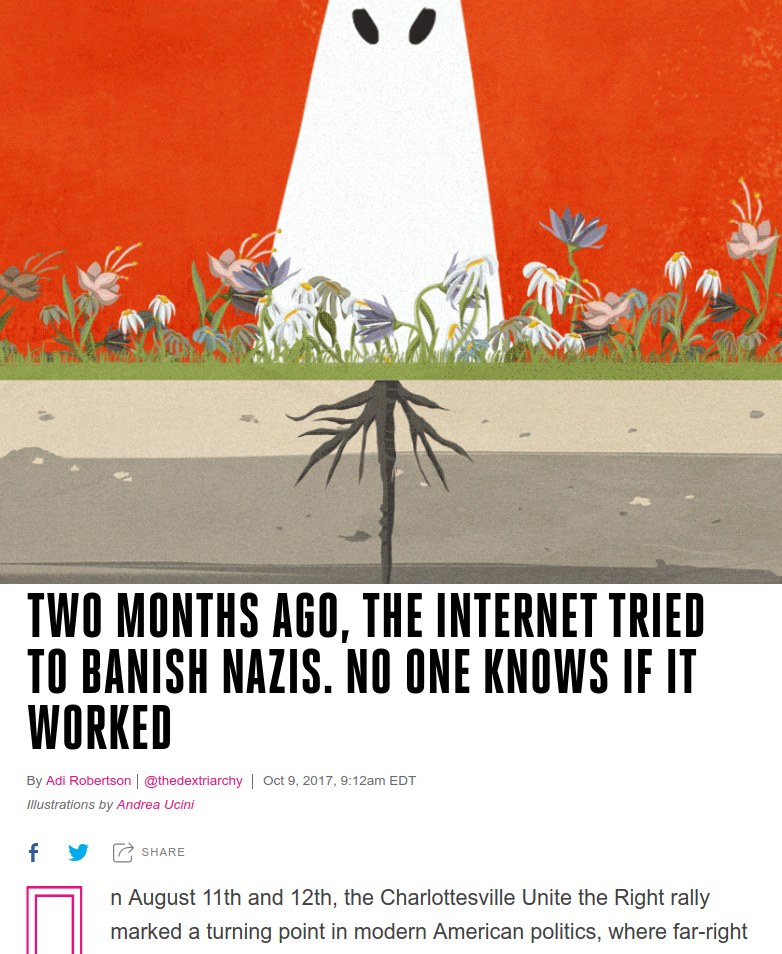 TWO MONTHS AGO, THE INTERNET TRIED
TO BANISH NAZIS. NO ONE KNOWS IF IT
WORKED
By Adi Robertson | @thedextriarchy | Oct 9, 2017, 9:12am EDT
Illustrations by Andrea Ucini
SHARE
n August 11th and 12th, the Charlottesville Unite the Right rally
marked a turning point in modern American politics, where far-right